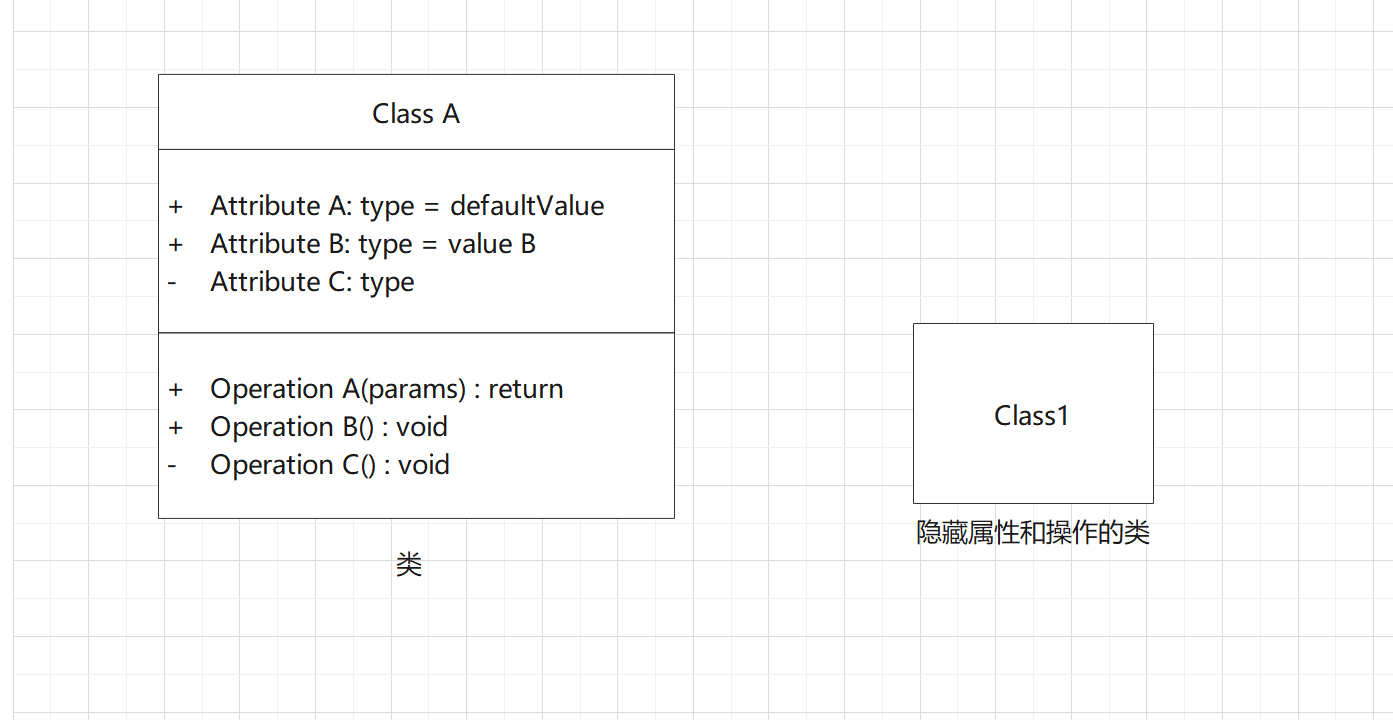 Class A
+ Attribute A: type = defaultValue
+ Attribute B: type = value B
- Attribute C: type
+ Operation A(params) : return
+ Operation B() : void
- Operation C() : void
类
Class1
隐藏属性和操作的类